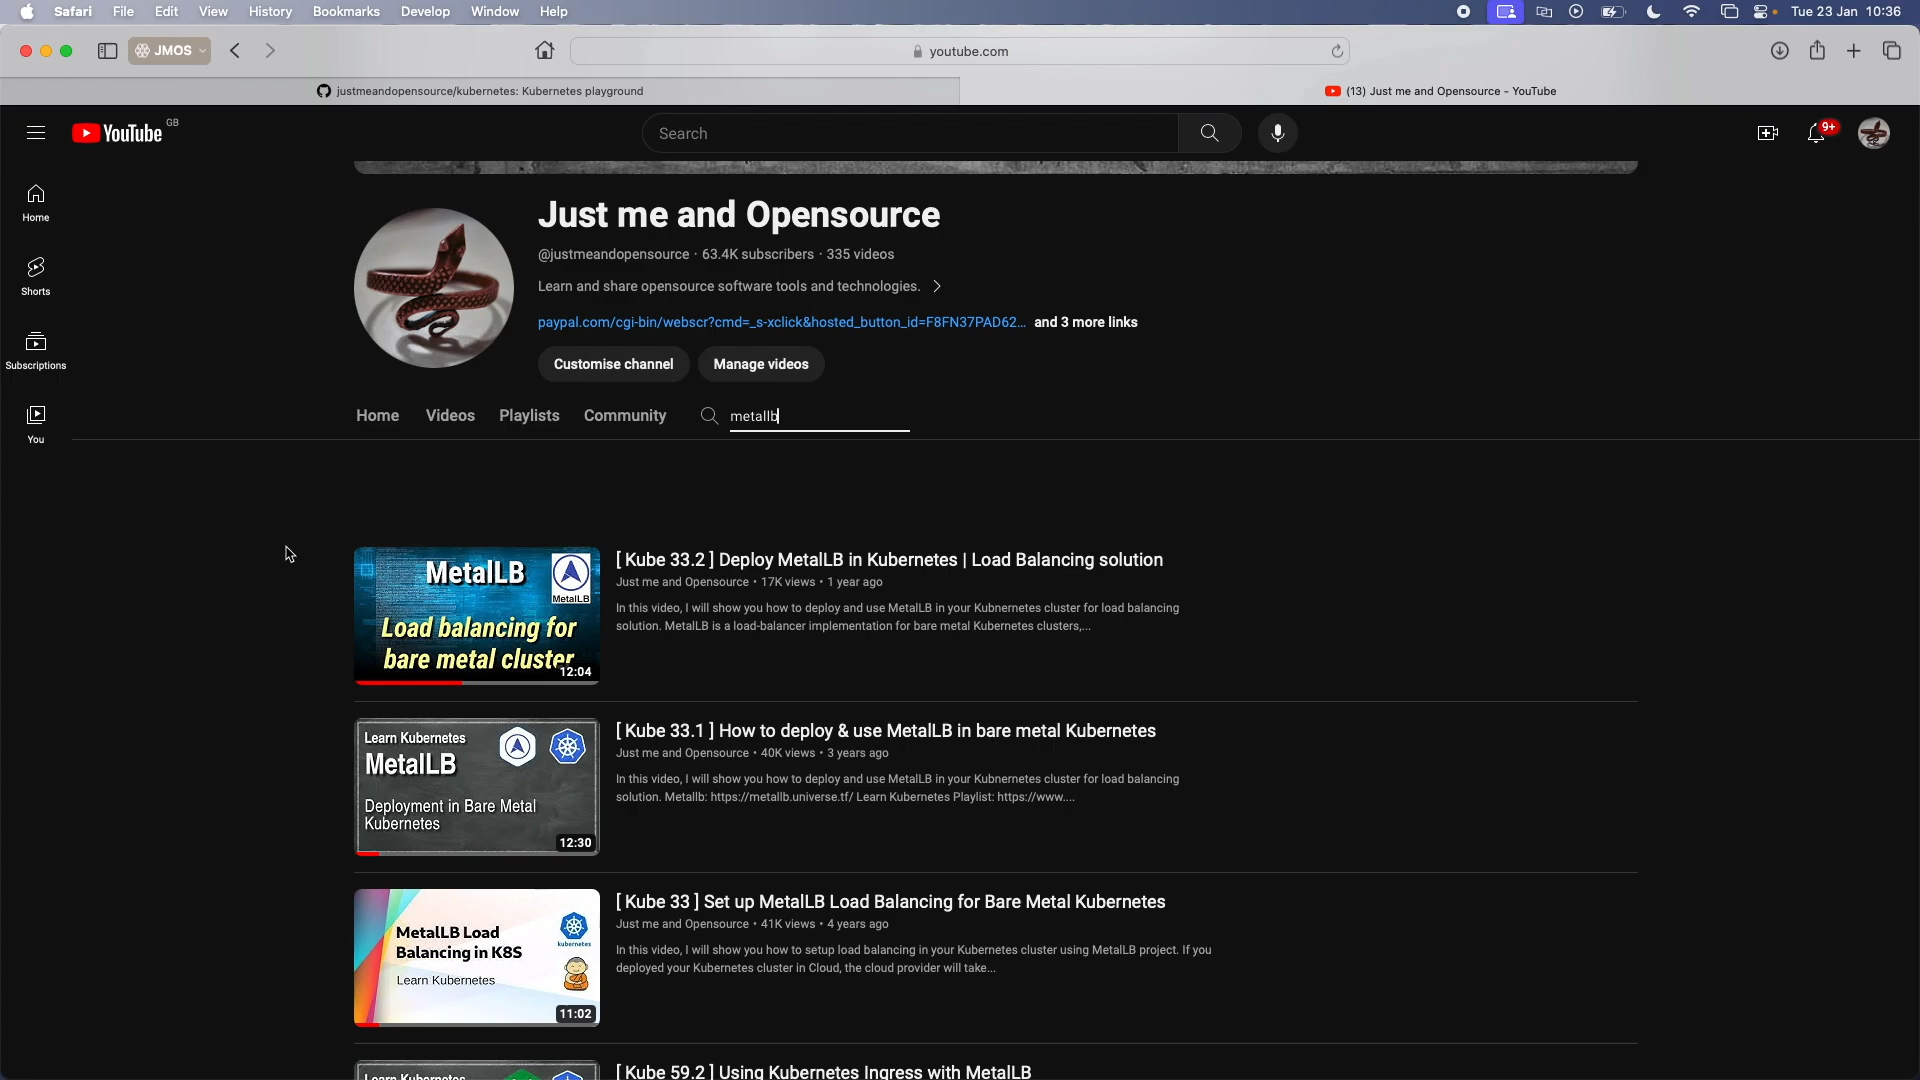 Safari File Edit View History Bookmarks Develop Window Help Tue 23 Jan 10:36
JMOS youtube.com
justmeandopensource/kubernetes: Kubernetes playground (13) Just me and Opensource - YouTube
YouTube GB Search 9+
Home
Shorts
Subscriptions
You
Just me and Opensource
@justmeandopensource · 63.4K subscribers · 335 videos
Learn and share opensource software tools and technologies.
paypal.com/cgi-bin/webscr?cmd=_s-xclick&hosted_button_id=F8FN37PAD62... and 3 more links
Customise channel Manage videos
Home Videos Playlists Community metallb
MetalLB
MetalLB
Load balancing for
bare metal cluster
12:04
[ Kube 33.2 ] Deploy MetalLB in Kubernetes | Load Balancing solution
Just me and Opensource • 17K views • 1 year ago
In this video, I will show you how to deploy and use MetalLB in your Kubnernetes cluster for load balancing
solution. MetalLB is a load-balancer implementation for bare metal Kubernetes clusters,...
Learn Kubernetes
MetalLB
Deployment in Bare Metal
Kubernetes
12:30
[ Kube 33.1 ] How to deploy & use MetalLB in bare metal Kubernetes
Just me and Opensource • 40K views • 3 years ago
In this video, I will show you how to deploy and use MetalLB in your Kubnernetes cluster for load balancing
solution. Metallb: https://metallb.universe.tf/ Learn Kubernetes Playlist: https://www....
MetalLB Load
Balancing in K8S
kubernetes
Learn Kubernetes
11:02
[ Kube 33 ] Set up MetalLB Load Balancing for Bare Metal Kubernetes
Just me and Opensource • 41K views • 4 years ago
In this video, I will show you how to setup load balancing in your Kubernetes cluster using MetalLB project. If you
deployed your Kubernetes cluster in Cloud, the cloud provider will take...
Learn Kubernetes
[ Kube 59.2 ] Using Kubernetes Ingress with MetalLB